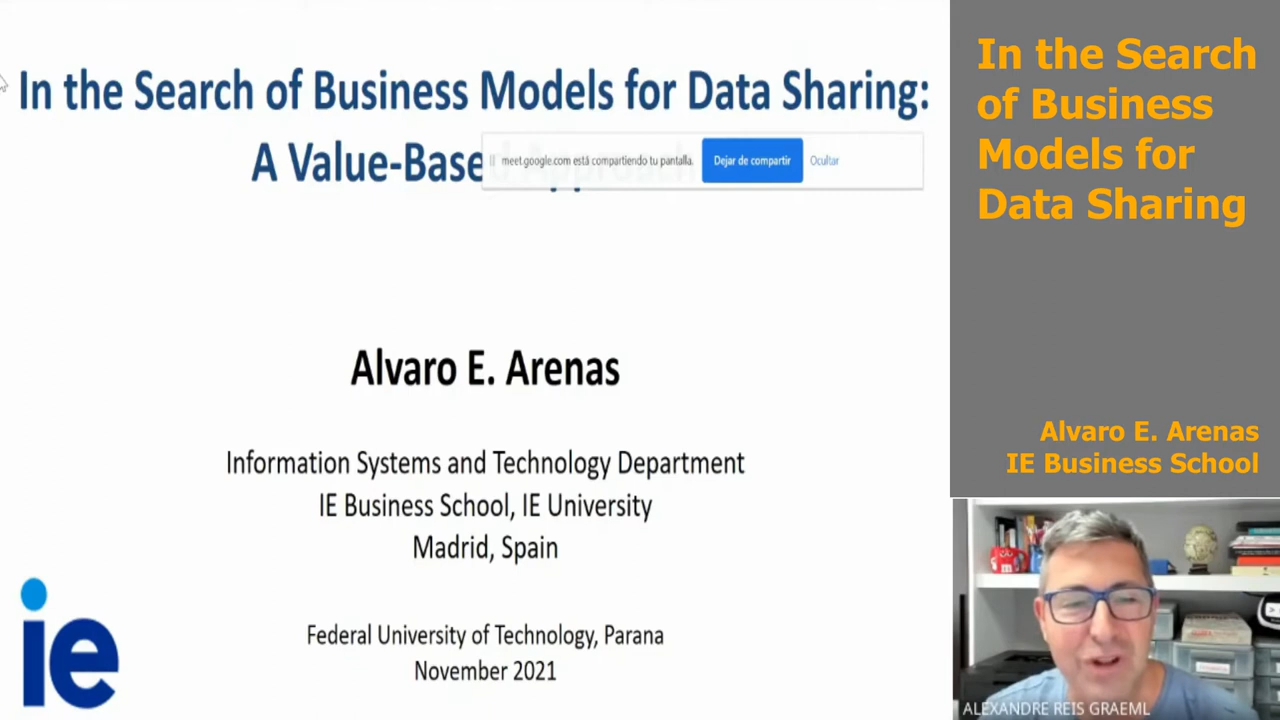 In the Search of Business Models for Data Sharing:
A Value-Based Approach
meet.google.com está compartiendo tu pantalla.
Dejar de compartir
Ocultar
Alvaro E. Arenas
Information Systems and Technology Department
IE Business School, IE University
Madrid, Spain
Federal University of Technology, Parana
November 2021
ie
In the Search
of Business
Models for
Data Sharing
Alvaro E. Arenas
IE Business School
ALEXANDRE REIS GRAEML